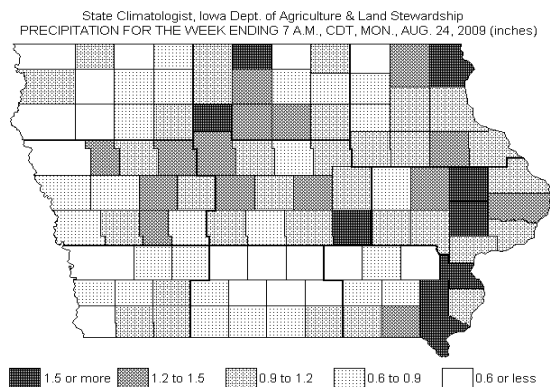 State Climatologist, Iowa Dept. of Agriculture & Land Stewardship
PRECIPITATION FOR THE WEEK ENDING 7 A.M., CDT, MON., AUG. 24, 2009 (inches)
1.5 or more 1.2 to 1.5 0.9 to 1.2 0.6 to 0.9 0.6 or less